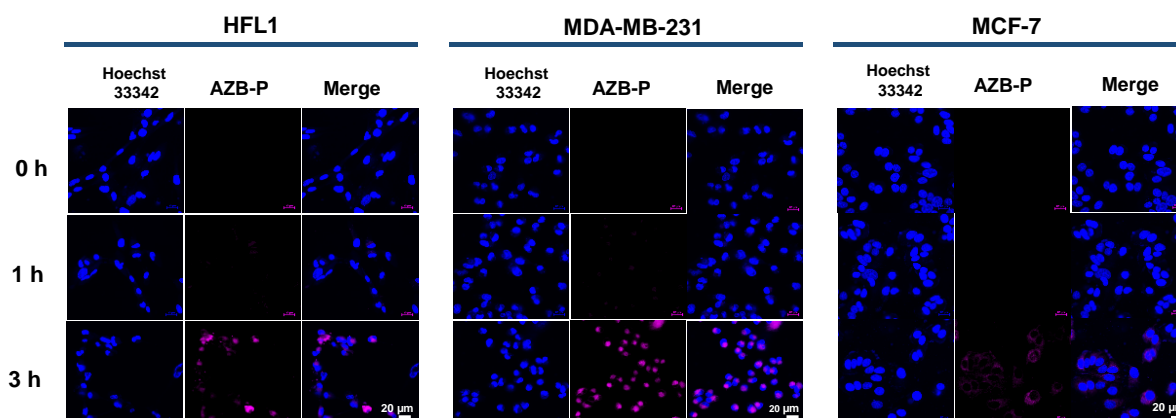 HFL1 MDA-MB-231 MCF-7
Hoechst 33342 AZB-P Merge Hoechst 33342 AZB-P Merge Hoechst 33342 AZB-P Merge
0 h
1 h
3 h
20 µm 20 µm 20 µm